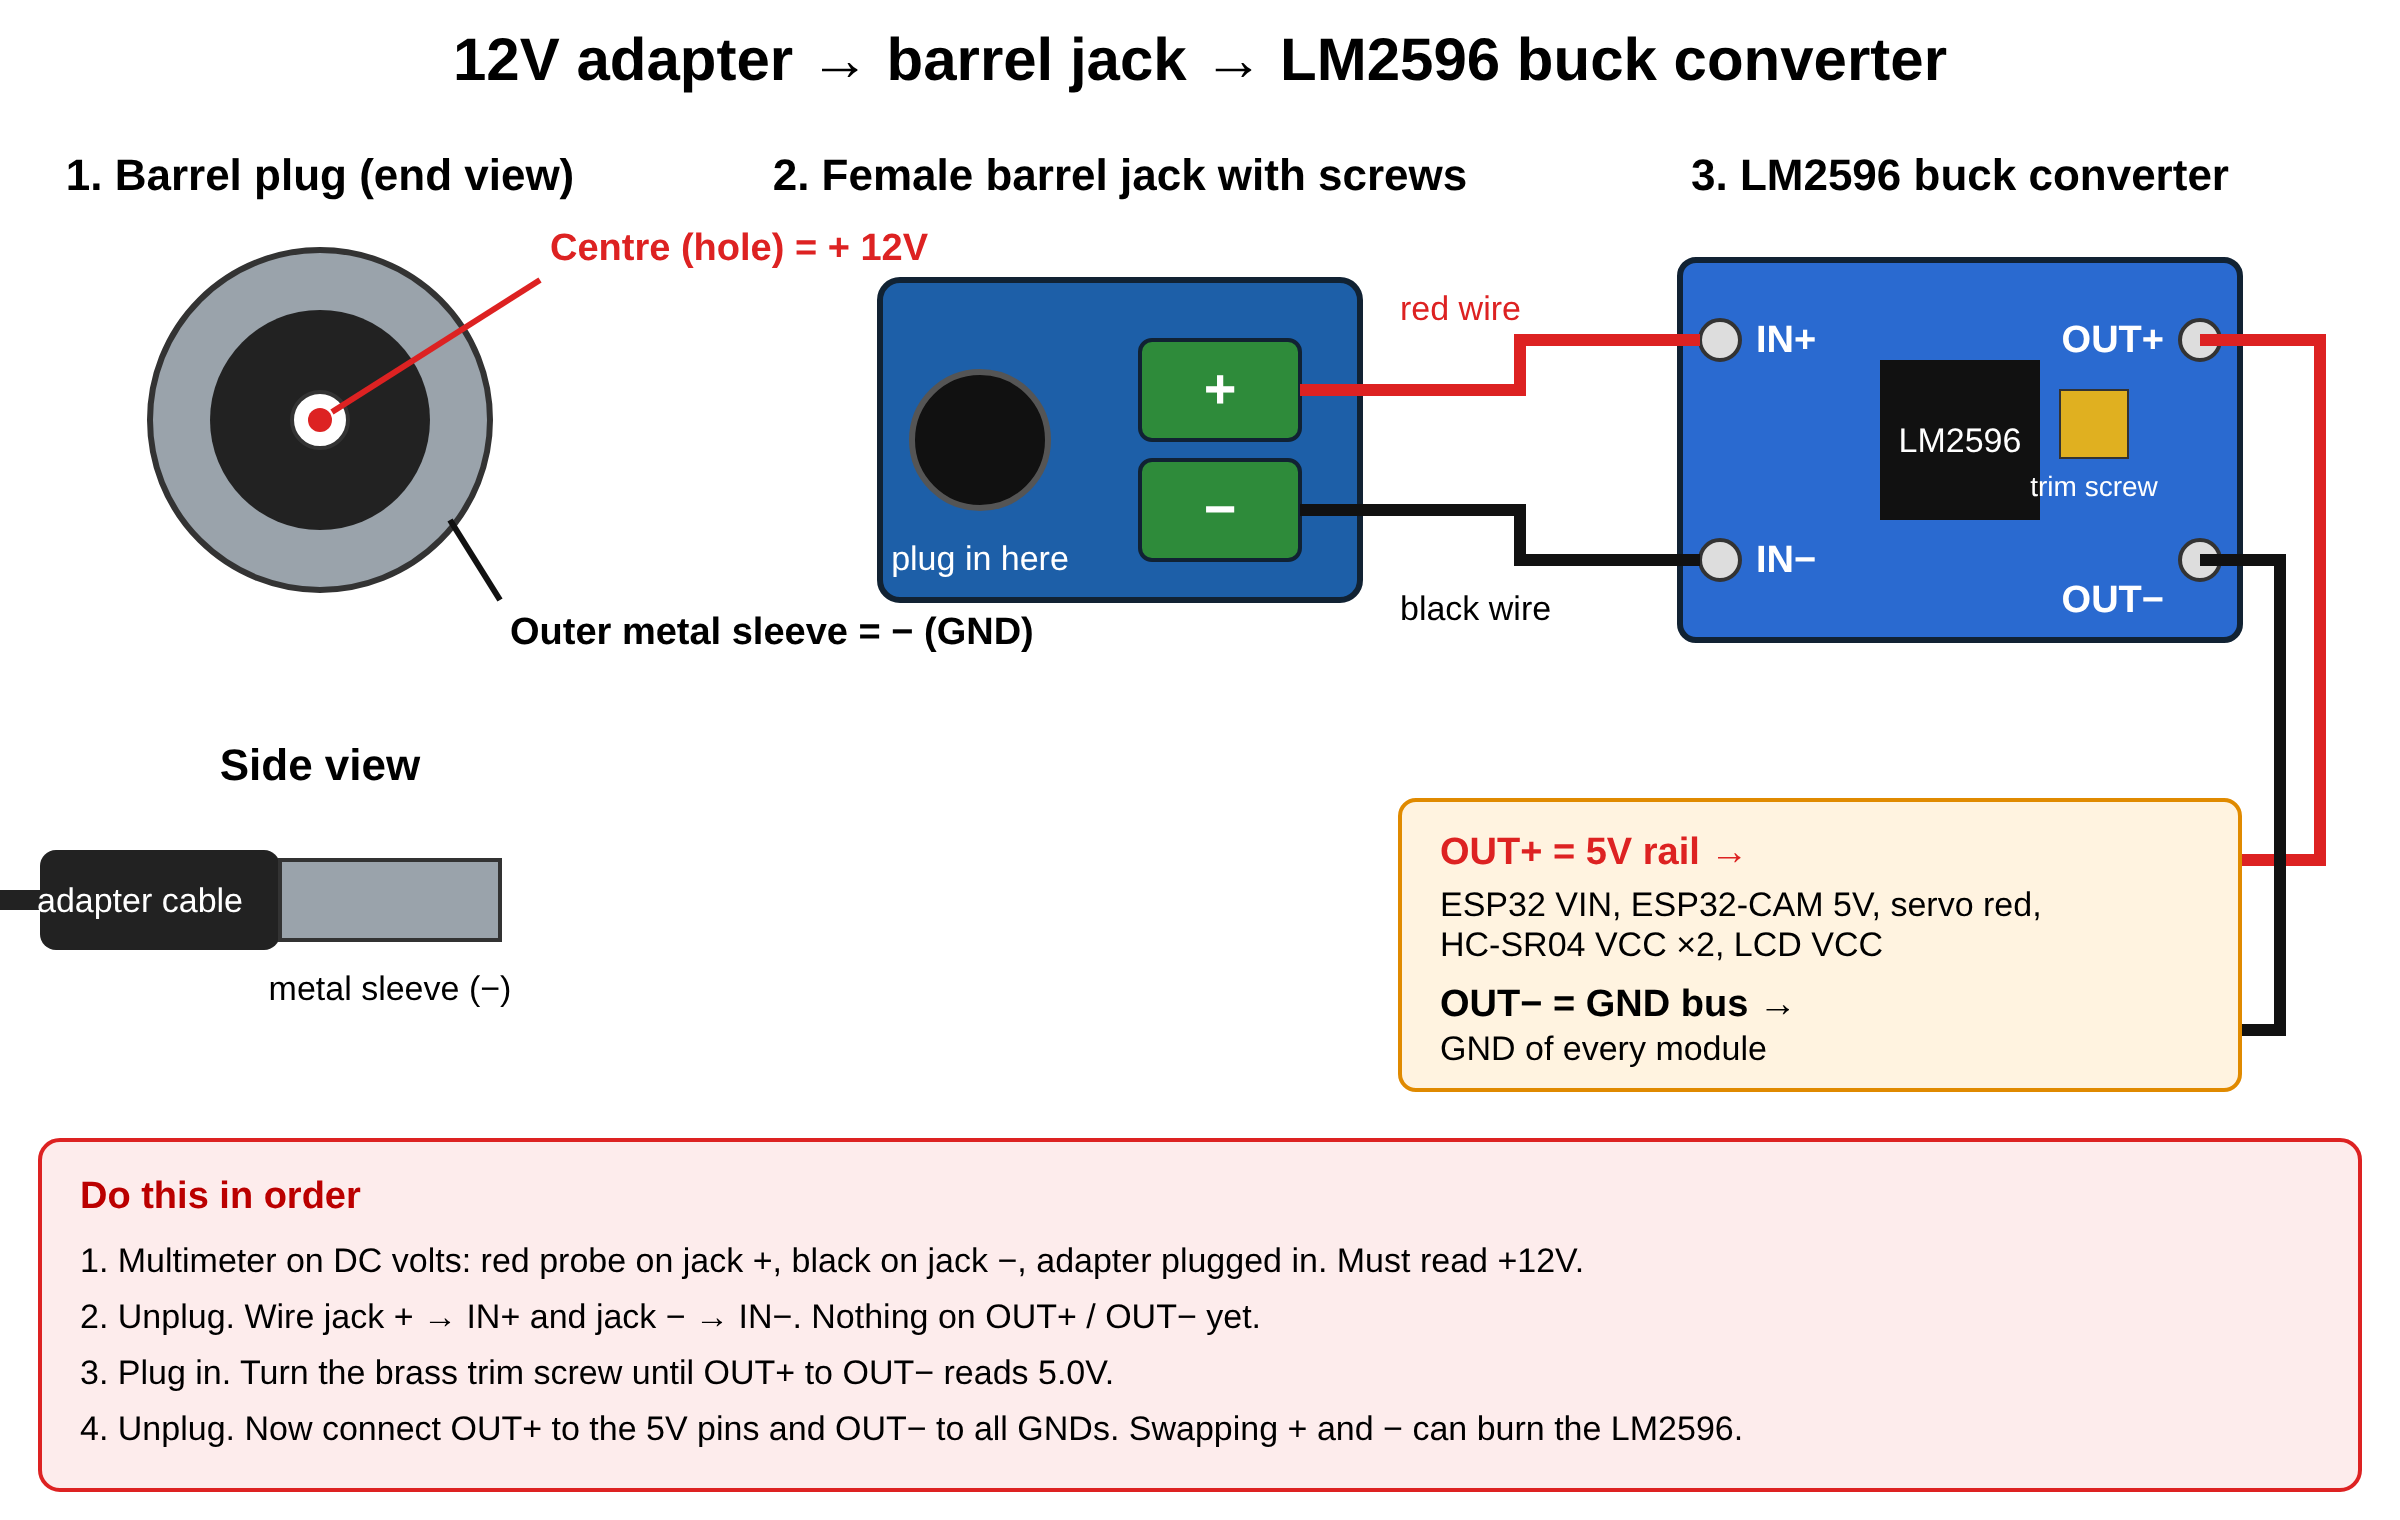 12V adapter → barrel jack → LM2596 buck converter
1. Barrel plug (end view)
2. Female barrel jack with screws
3. LM2596 buck converter
Centre (hole) = + 12V
Outer metal sleeve = − (GND)
+
−
plug in here
red wire
black wire
IN+
OUT+
LM2596
trim screw
IN−
OUT−
Side view
adapter cable
metal sleeve (−)
OUT+ = 5V rail →
ESP32 VIN, ESP32-CAM 5V, servo red,
HC-SR04 VCC ×2, LCD VCC
OUT− = GND bus →
GND of every module
Do this in order
1. Multimeter on DC volts: red probe on jack +, black on jack −, adapter plugged in. Must read +12V.
2. Unplug. Wire jack + → IN+ and jack − → IN−. Nothing on OUT+ / OUT− yet.
3. Plug in. Turn the brass trim screw until OUT+ to OUT− reads 5.0V.
4. Unplug. Now connect OUT+ to the 5V pins and OUT− to all GNDs. Swapping + and − can burn the LM2596.